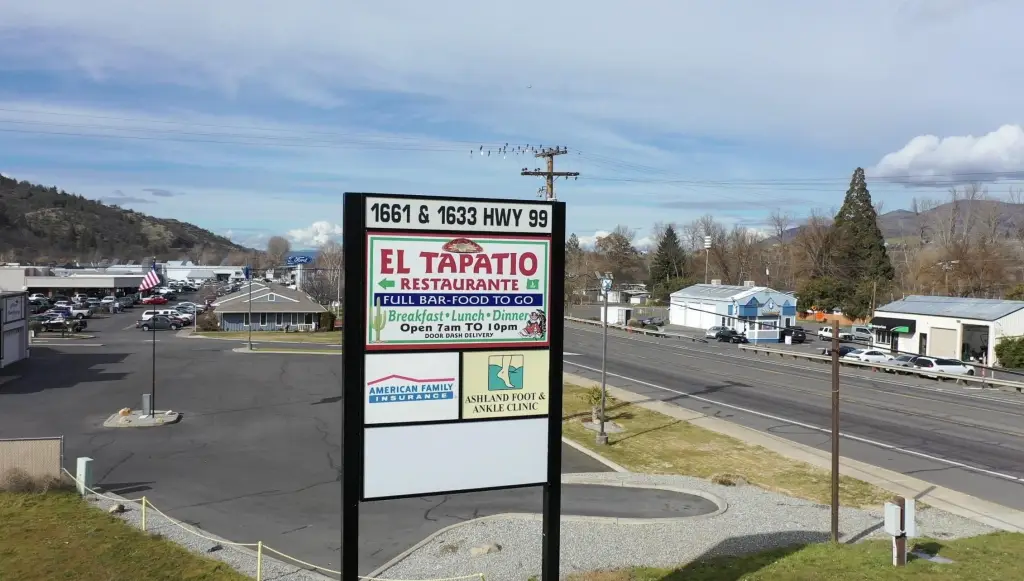 1661 & 1633 HWY 99
EL TAPATIO
RESTAURANTE
FULL BAR-FOOD TO GO
Breakfast • Lunch • Dinner
Open 7am TO 10pm
DOOR DASH DELIVERY
AMERICAN FAMILY
INSURANCE
ASHLAND FOOT &
ANKLE CLINIC
Ford